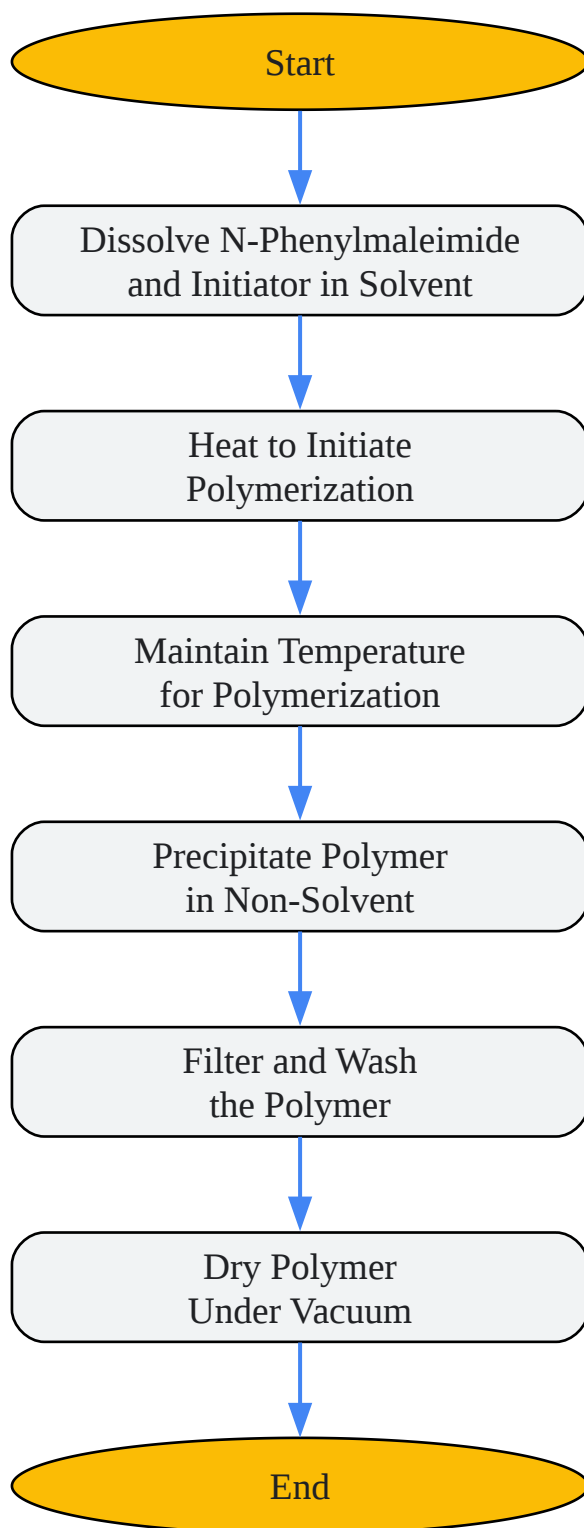 Start
Dissolve N-Phenylmaleimide
and Initiator in Solvent
Heat to Initiate
Polymerization
Maintain Temperature
for Polymerization
Precipitate Polymer
in Non-Solvent
Filter and Wash
the Polymer
Dry Polymer
Under Vacuum
End